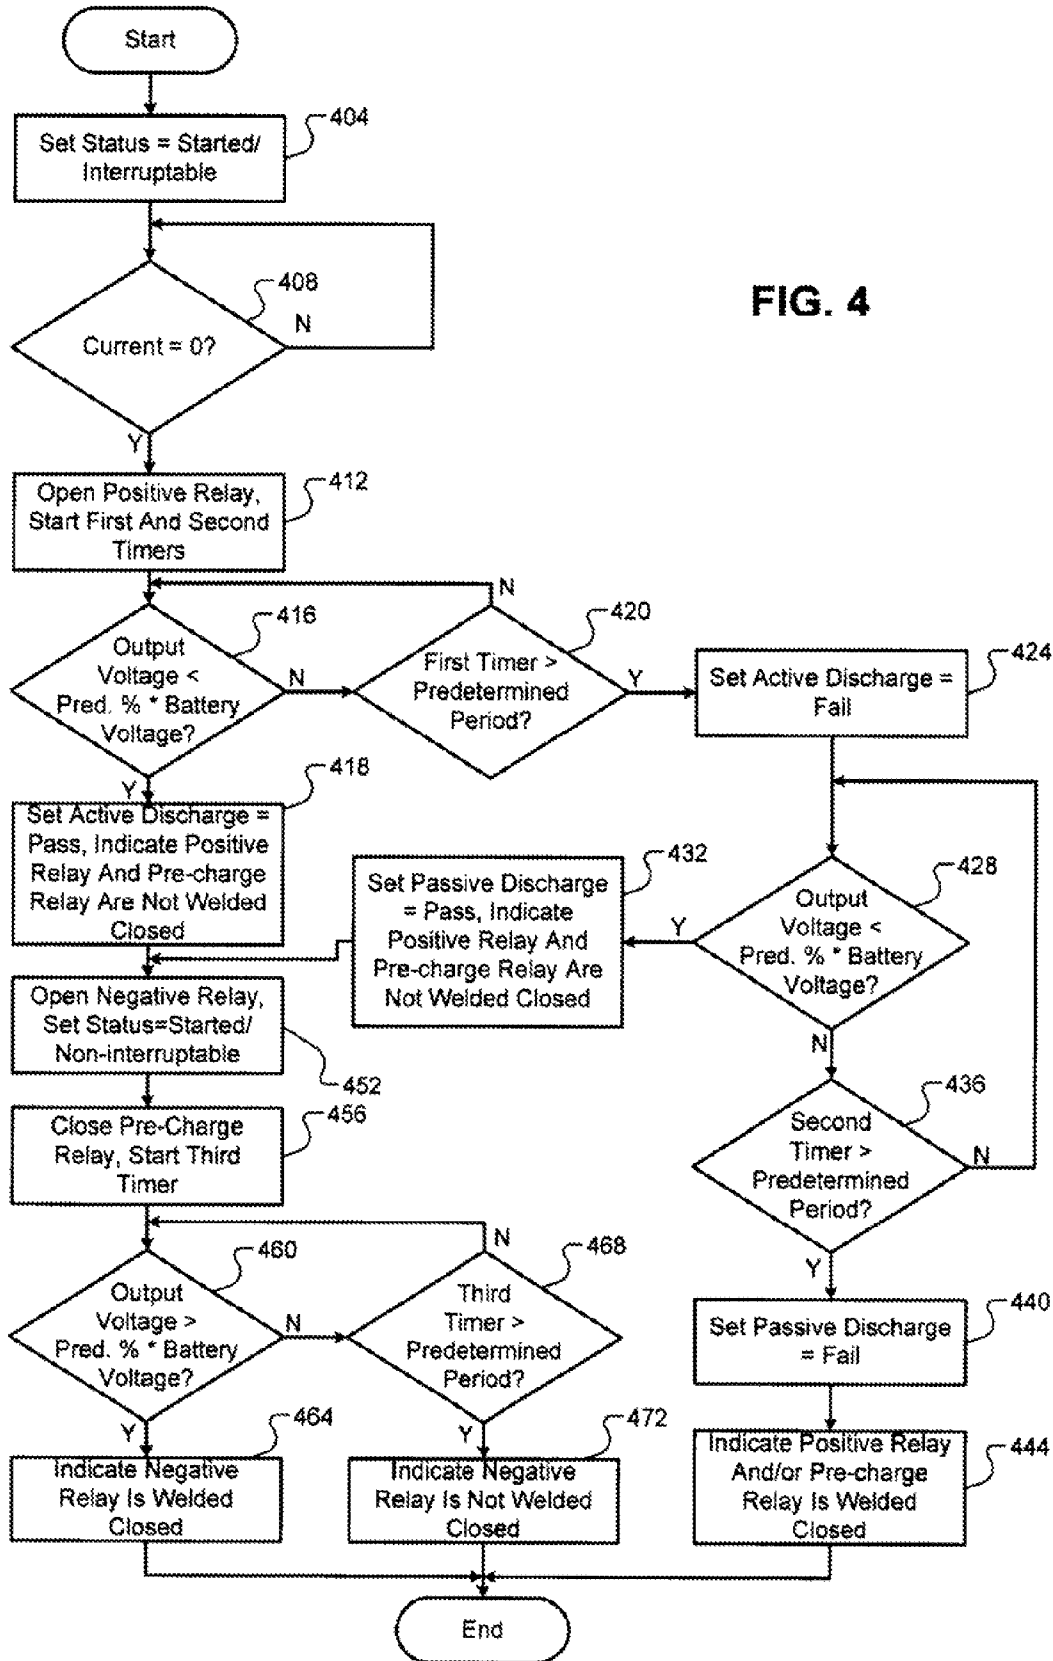 Start
404
Set Status = Started/
Interruptable
408
N
Current = 0?
FIG. 4
Y
412
Open Positive Relay,
Start First And Second
Timers
N
416
420
Output
Voltage <
Pred. % * Battery
Voltage?
N
First Timer >
Predetermined
Period?
Y
424
Set Active Discharge =
Fail
Y
418
Set Active Discharge =
Pass, Indicate Positive
Relay And Pre-charge
Relay Are Not Welded
Closed
432
Set Passive Discharge
= Pass, Indicate
Positive Relay And
Pre-charge Relay Are
Not Welded Closed
Y
428
Output
Voltage <
Pred. % * Battery
Voltage?
N
Open Negative Relay,
Set Status=Started/
Non-interruptable
452
456
Close Pre-Charge
Relay, Start Third
Timer
436
Second
Timer >
Predetermined
Period?
N
Y
N
460
468
Output
Voltage >
Pred. % * Battery
Voltage?
N
Third
Timer >
Predetermined
Period?
440
Set Passive Discharge
= Fail
Y
464
Indicate Negative
Relay Is Welded
Closed
Y
472
Indicate Negative
Relay Is Not Welded
Closed
444
Indicate Positive Relay
And/or Pre-charge
Relay Is Welded
Closed
End